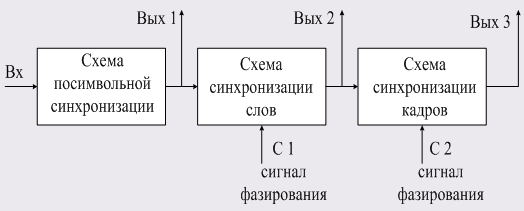 Вых 1
Вых 2
Вых 3
Вх
Схема
посимвольной
синхронизации
Схема
синхронизации
слов
Схема
синхронизации
кадров
С 1
сигнал
фазирования
С 2
сигнал
фазирования